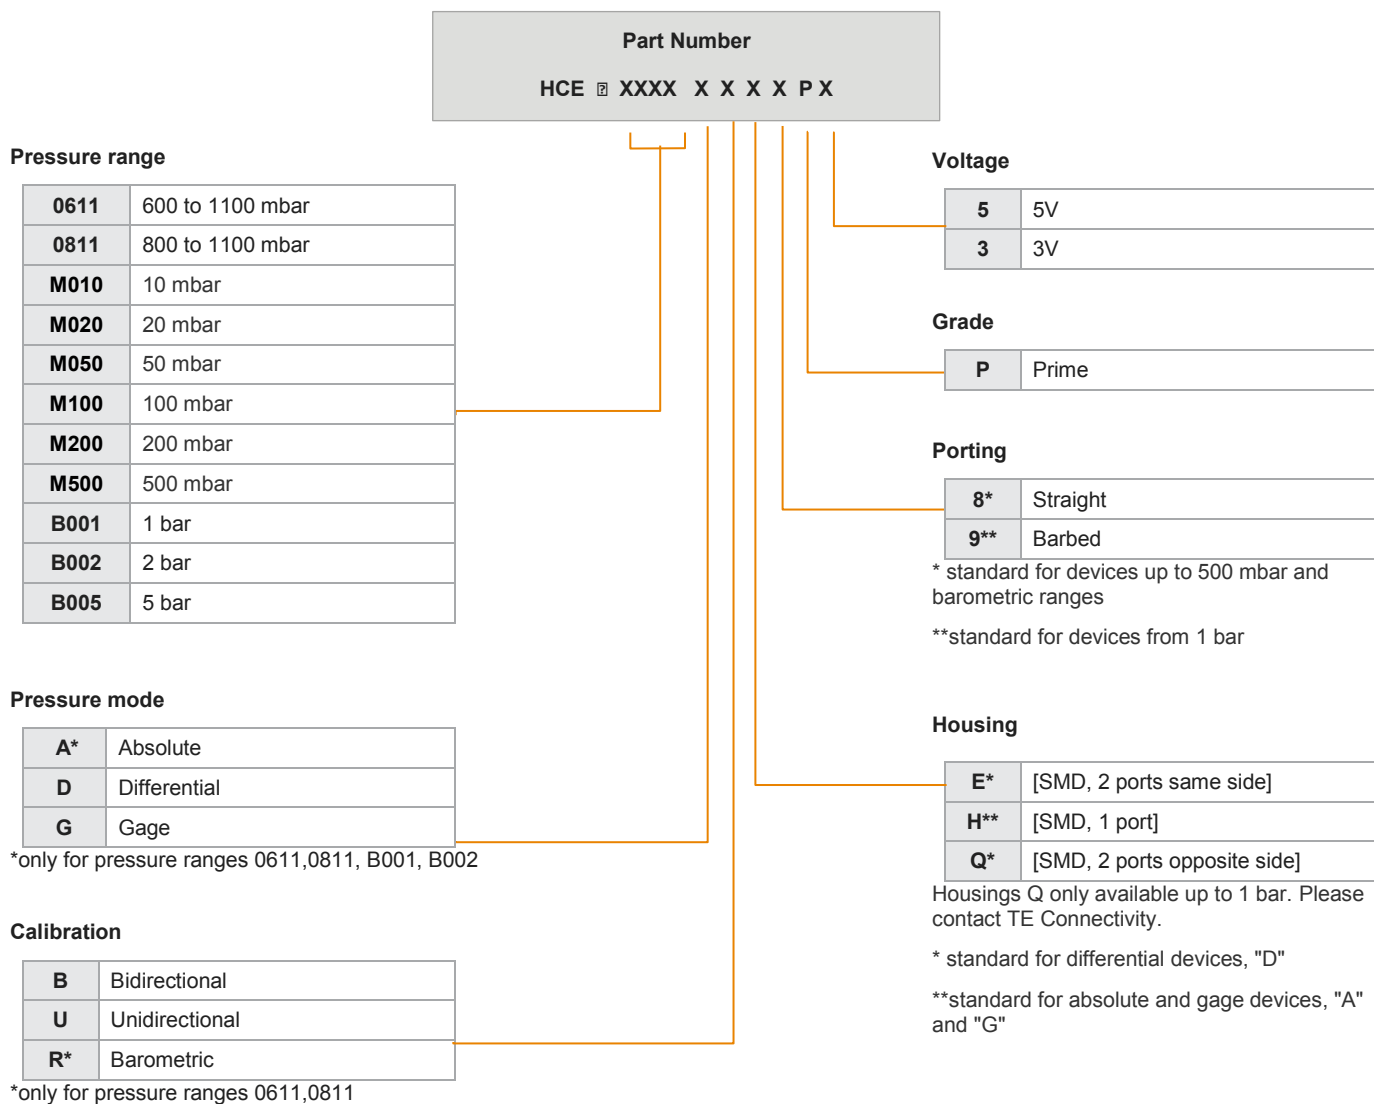 Part Number
HCE ⍰ XXXX X X X X P X
Pressure range
0611 600 to 1100 mbar
0811 800 to 1100 mbar
M010 10 mbar
M020 20 mbar
M050 50 mbar
M100 100 mbar
M200 200 mbar
M500 500 mbar
B001 1 bar
B002 2 bar
B005 5 bar
Pressure mode
A* Absolute
D Differential
G Gage
*only for pressure ranges 0611,0811, B001, B002
Calibration
B Bidirectional
U Unidirectional
R* Barometric
*only for pressure ranges 0611,0811
Voltage
5 5V
3 3V
Grade
P Prime
Porting
8* Straight
9** Barbed
* standard for devices up to 500 mbar and
barometric ranges
**standard for devices from 1 bar
Housing
E* [SMD, 2 ports same side]
H** [SMD, 1 port]
Q* [SMD, 2 ports opposite side]
Housings Q only available up to 1 bar. Please
contact TE Connectivity.
* standard for differential devices, "D"
**standard for absolute and gage devices, "A"
and "G"